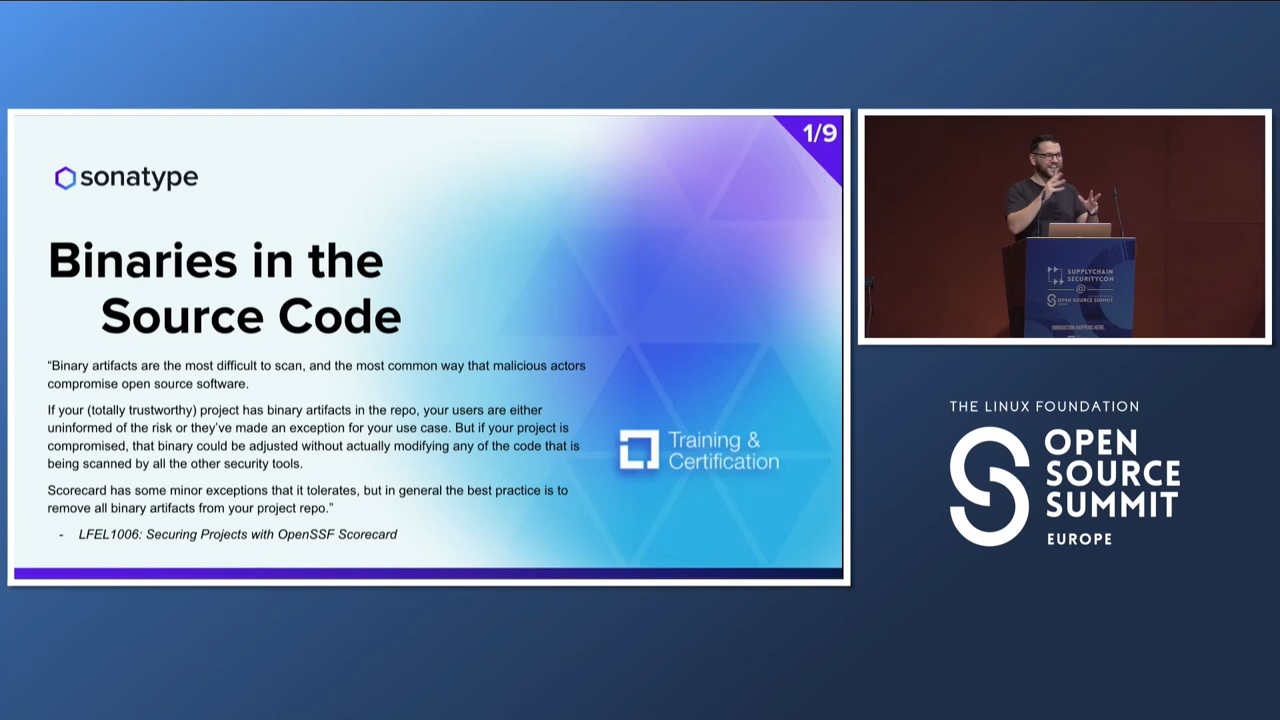 1/9
sonatype
Binaries in the
Source Code
“Binary artifacts are the most difficult to scan, and the most common way that malicious actors
compromise open source software.
If your (totally trustworthy) project has binary artifacts in the repo, your users are either
uninformed of the risk or they’ve made an exception for your use case. But if your project is
compromised, that binary could be adjusted without actually modifying any of the code that is
being scanned by all the other security tools.
Scorecard has some minor exceptions that it tolerates, but in general the best practice is to
remove all binary artifacts from your project repo.”
- LFEL1006: Securing Projects with OpenSSF Scorecard
Training &
Certification
SUPPLYCHAIN
SECURITYCON
@
OPEN SOURCE SUMMIT
INNOVATION HAPPENS HERE.
THE LINUX FOUNDATION
OPEN
SOURCE
SUMMIT
EUROPE